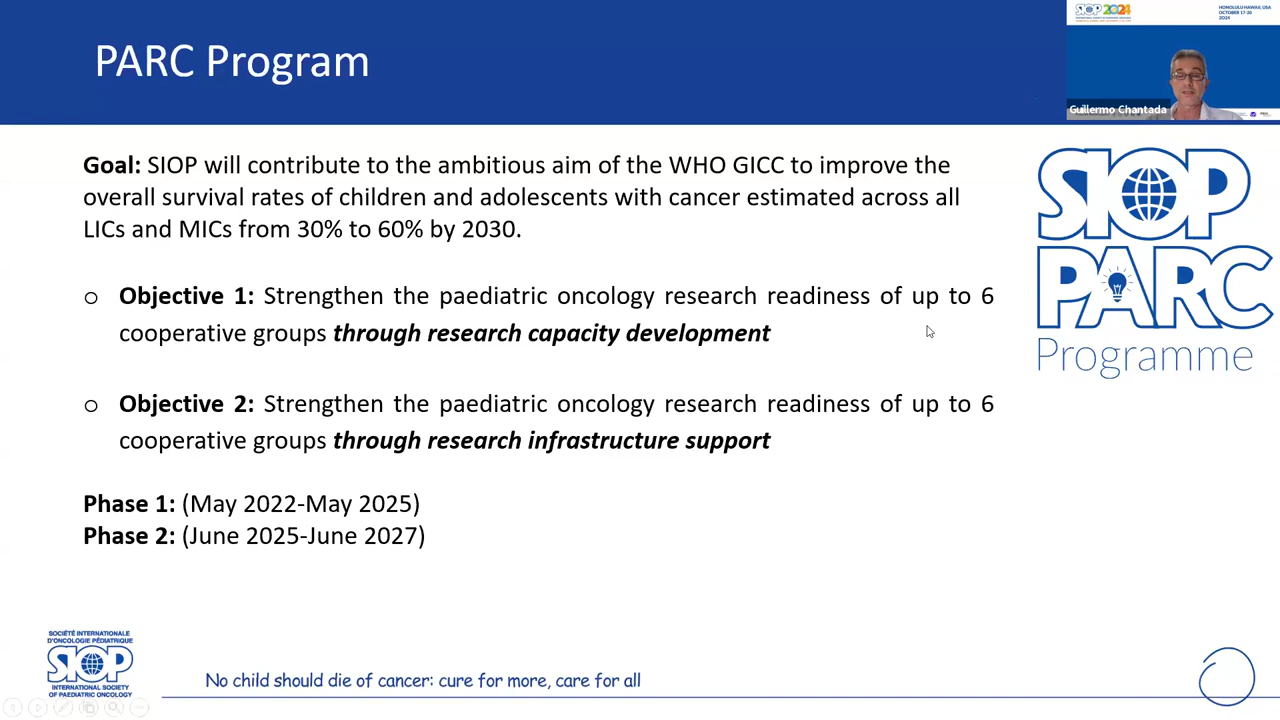 PARC Program
SIOP 2024
HONOLULU HAWAII, USA
OCTOBER 17-20
2024
Guillermo Chantada
Goal: SIOP will contribute to the ambitious aim of the WHO GICC to improve the
overall survival rates of children and adolescents with cancer estimated across all
LICs and MICs from 30% to 60% by 2030.
o Objective 1: Strengthen the paediatric oncology research readiness of up to 6
cooperative groups through research capacity development
o Objective 2: Strengthen the paediatric oncology research readiness of up to 6
cooperative groups through research infrastructure support
Phase 1: (May 2022-May 2025)
Phase 2: (June 2025-June 2027)
SIOP
PARC
Programme
SOCIÉTÉ INTERNATIONALE
D'ONCOLOGIE PÉDIATRIQUE
SIOP
INTERNATIONAL SOCIETY
OF PAEDIATRIC ONCOLOGY
No child should die of cancer: cure for more, care for all